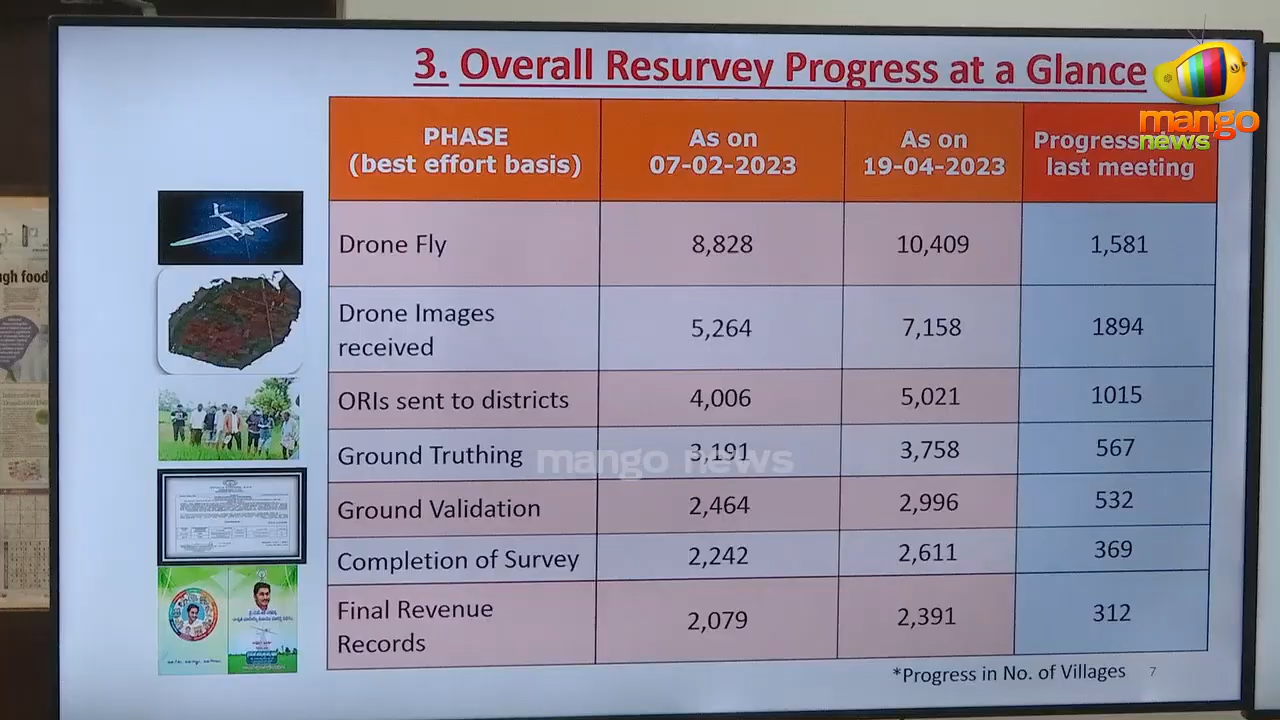 3. Overall Resurvey Progress at a Glance
mango
news
PHASE
(best effort basis)
As on
07-02-2023
As on
19-04-2023
Progress
last meeting
Drone Fly 8,828 10,409 1,581
Drone Images
received 5,264 7,158 1894
ORIs sent to districts 4,006 5,021 1015
Ground Truthing 3,191 3,758 567
mango news
Ground Validation 2,464 2,996 532
Completion of Survey 2,242 2,611 369
Final Revenue
Records 2,079 2,391 312
*Progress in No. of Villages 7
ugh food